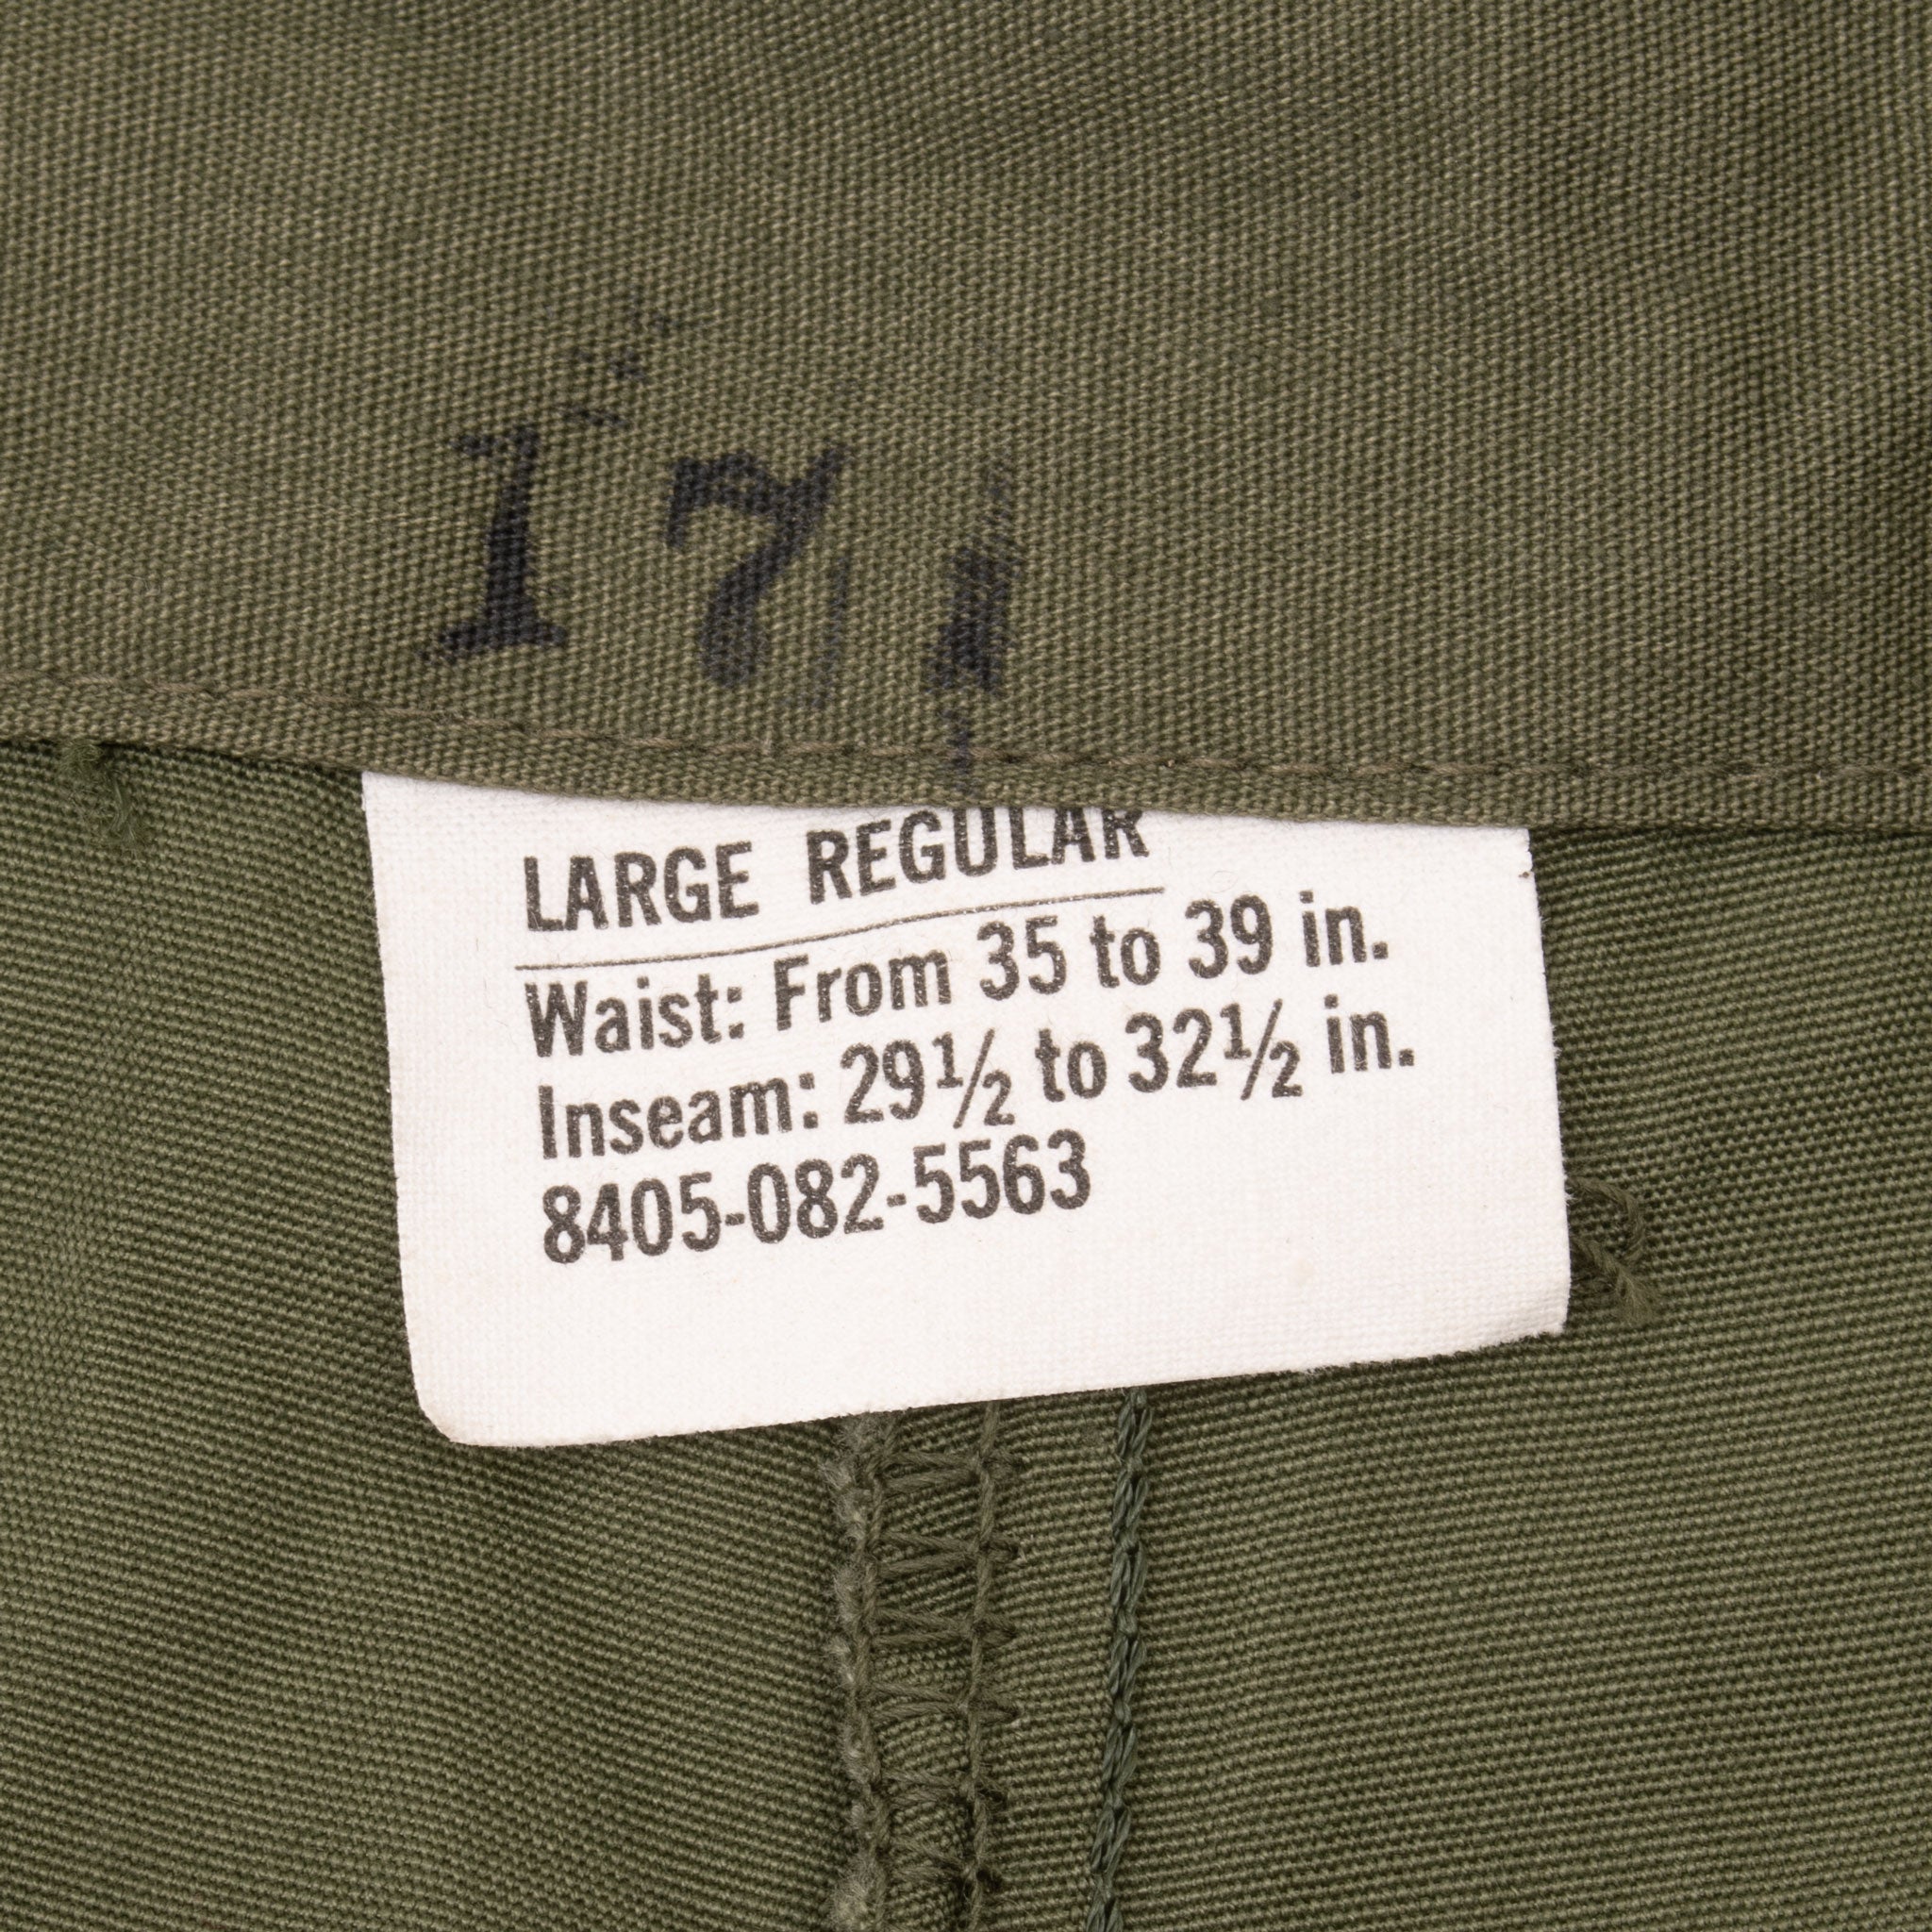 17
LARGE REGULAR
Waist: From 35 to 39 in.
Inseam: 29½ to 32½ in.
8405-082-5563